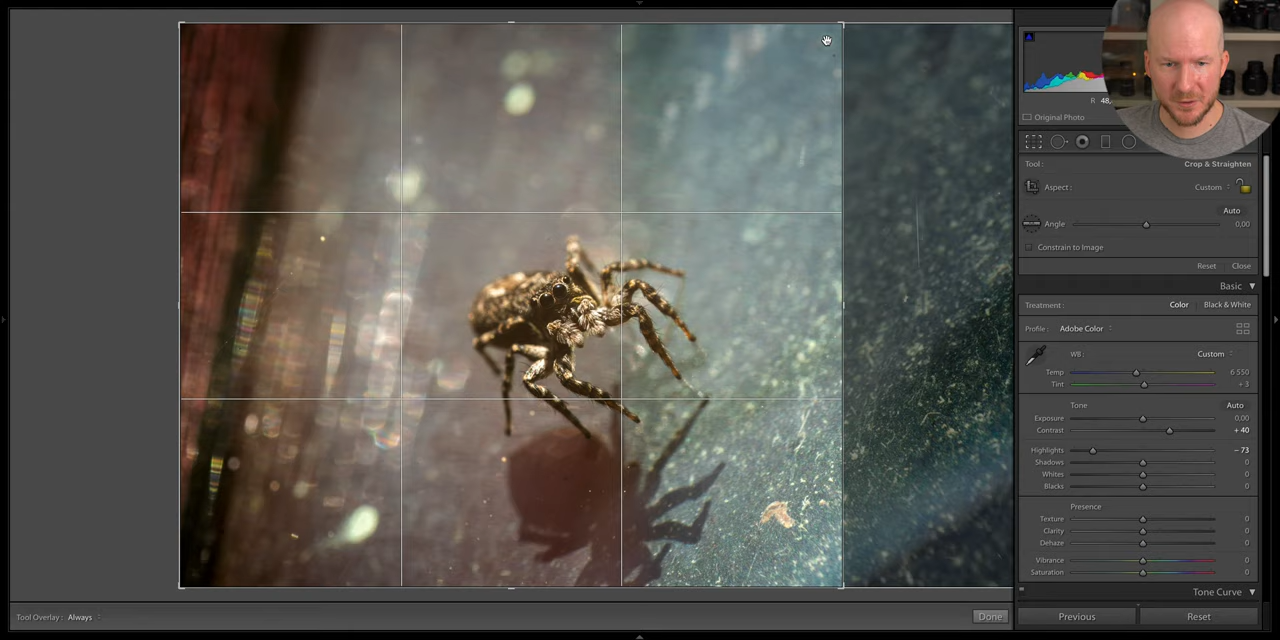 R 48,
Original Photo
Tool : Crop & Straighten
Aspect : Custom
Auto
Angle 0,00
Constrain to Image
Reset Close
Basic
Treatment : Color Black & White
Profile : Adobe Color
WB : Custom
Temp 6 550
Tint + 3
Tone Auto
Exposure 0,00
Contrast + 40
Highlights − 73
Shadows 0
Whites 0
Blacks 0
Presence
Texture 0
Clarity 0
Dehaze 0
Vibrance 0
Saturation 0
Tone Curve
Tool Overlay : Always Done Previous Reset